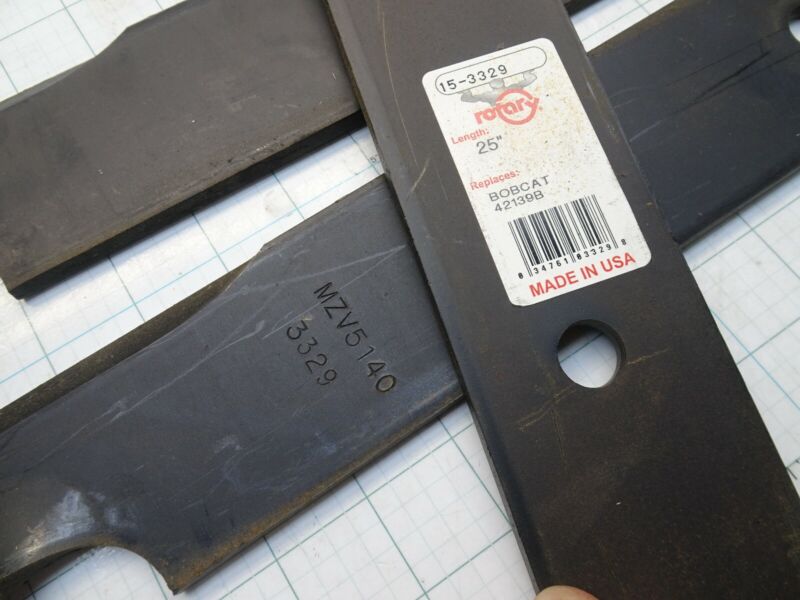 15-3329
rotary
Length:
25"
Replaces:
BOBCAT
42139B
0 34761 03329 8
MADE IN USA
MZV5140
3329